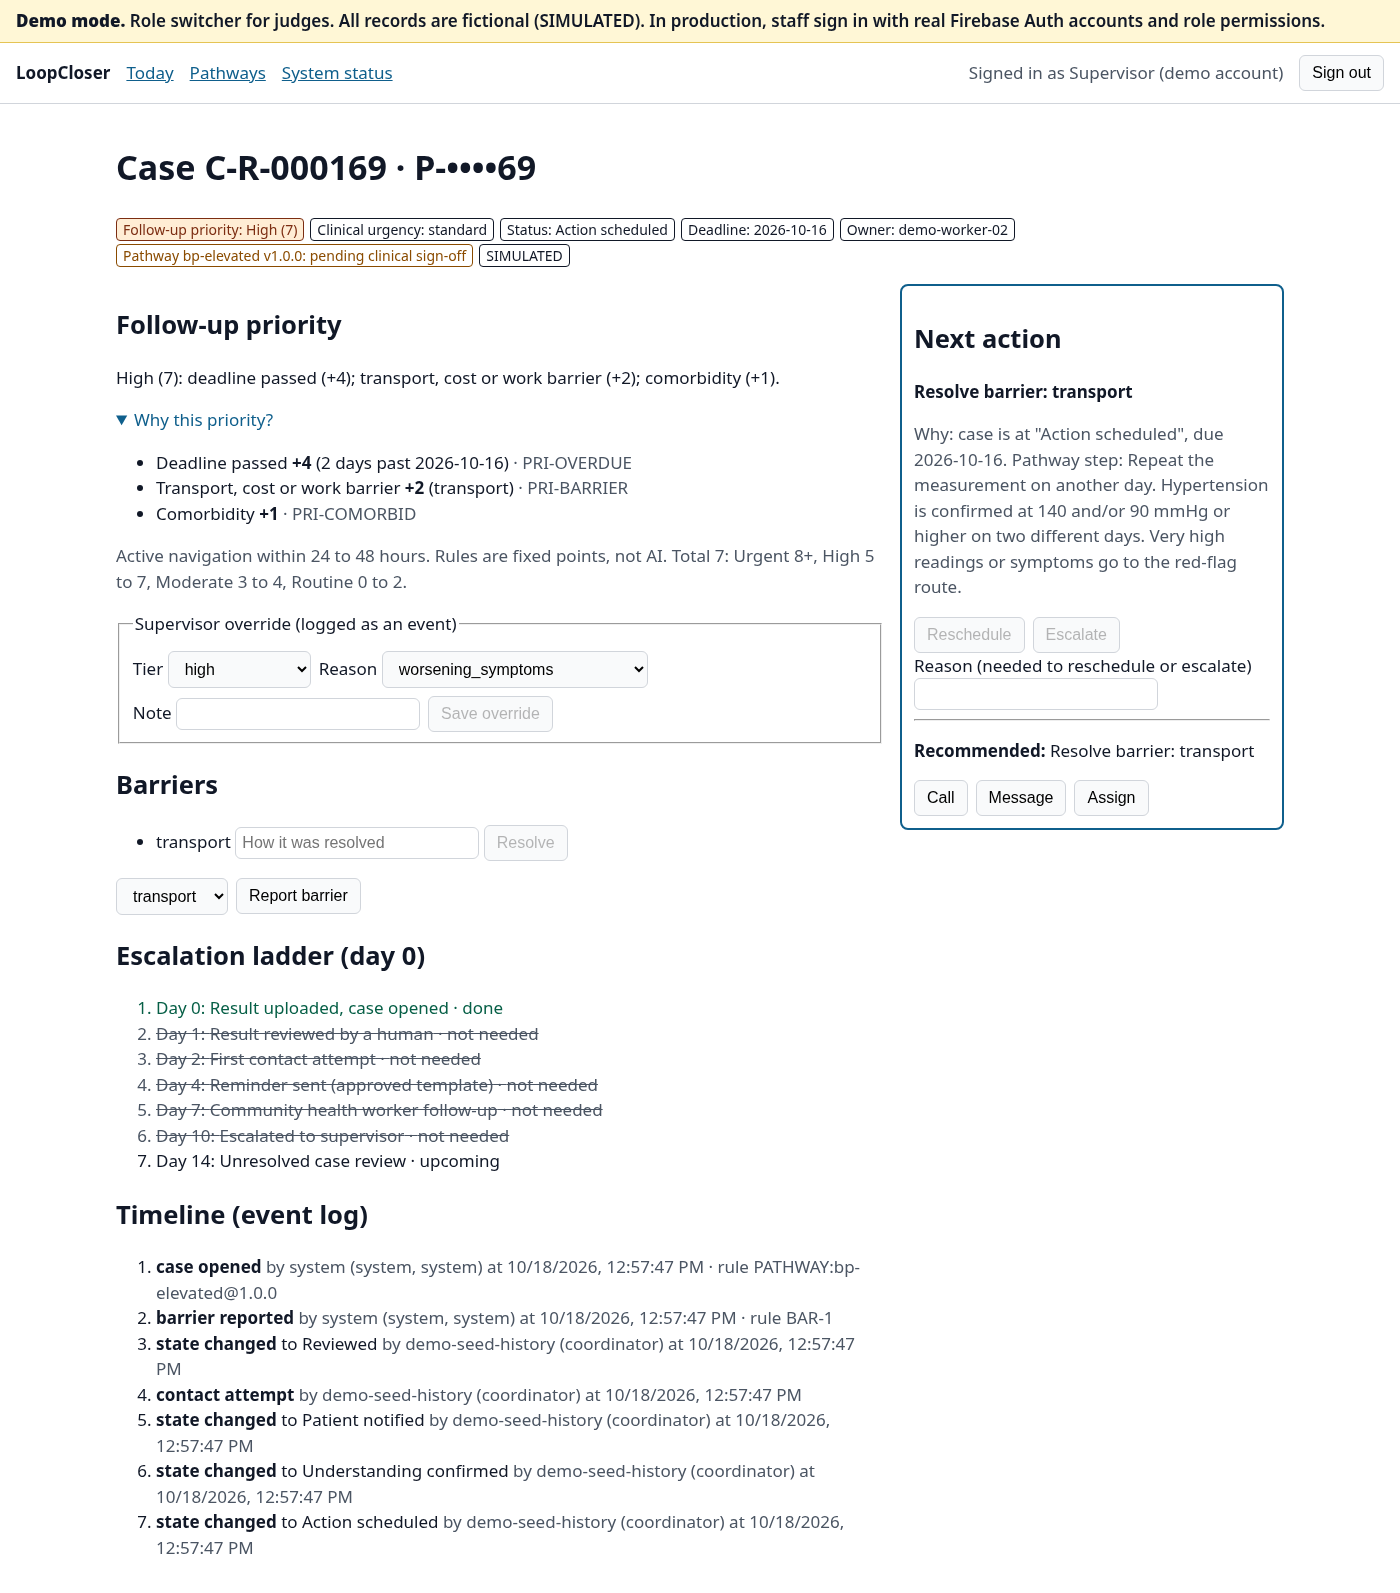 Demo mode. Role switcher for judges. All records are fictional (SIMULATED). In production, staff sign in with real Firebase Auth accounts and role permissions.
LoopCloser Today Pathways System status Signed in as Supervisor (demo account) Sign out
Case C-R-000169 · P-••••69
Follow-up priority: High (7) Clinical urgency: standard Status: Action scheduled Deadline: 2026-10-16 Owner: demo-worker-02
Pathway bp-elevated v1.0.0: pending clinical sign-off SIMULATED
Follow-up priority
High (7): deadline passed (+4); transport, cost or work barrier (+2); comorbidity (+1).
▼ Why this priority?
• Deadline passed +4 (2 days past 2026-10-16) · PRI-OVERDUE
• Transport, cost or work barrier +2 (transport) · PRI-BARRIER
• Comorbidity +1 · PRI-COMORBID
Active navigation within 24 to 48 hours. Rules are fixed points, not AI. Total 7: Urgent 8+, High 5
to 7, Moderate 3 to 4, Routine 0 to 2.
Supervisor override (logged as an event)
Tier high Reason worsening_symptoms
Note Save override
Barriers
• transport How it was resolved Resolve
transport Report barrier
Escalation ladder (day 0)
1. Day 0: Result uploaded, case opened · done
2. Day 1: Result reviewed by a human · not needed
3. Day 2: First contact attempt · not needed
4. Day 4: Reminder sent (approved template) · not needed
5. Day 7: Community health worker follow-up · not needed
6. Day 10: Escalated to supervisor · not needed
7. Day 14: Unresolved case review · upcoming
Timeline (event log)
1. case opened by system (system, system) at 10/18/2026, 12:57:47 PM · rule PATHWAY:bp-
elevated@1.0.0
2. barrier reported by system (system, system) at 10/18/2026, 12:57:47 PM · rule BAR-1
3. state changed to Reviewed by demo-seed-history (coordinator) at 10/18/2026, 12:57:47
PM
4. contact attempt by demo-seed-history (coordinator) at 10/18/2026, 12:57:47 PM
5. state changed to Patient notified by demo-seed-history (coordinator) at 10/18/2026,
12:57:47 PM
6. state changed to Understanding confirmed by demo-seed-history (coordinator) at
10/18/2026, 12:57:47 PM
7. state changed to Action scheduled by demo-seed-history (coordinator) at 10/18/2026,
12:57:47 PM
Next action
Resolve barrier: transport
Why: case is at "Action scheduled", due
2026-10-16. Pathway step: Repeat the
measurement on another day. Hypertension
is confirmed at 140 and/or 90 mmHg or
higher on two different days. Very high
readings or symptoms go to the red-flag
route.
Reschedule Escalate
Reason (needed to reschedule or escalate)
Recommended: Resolve barrier: transport
Call Message Assign